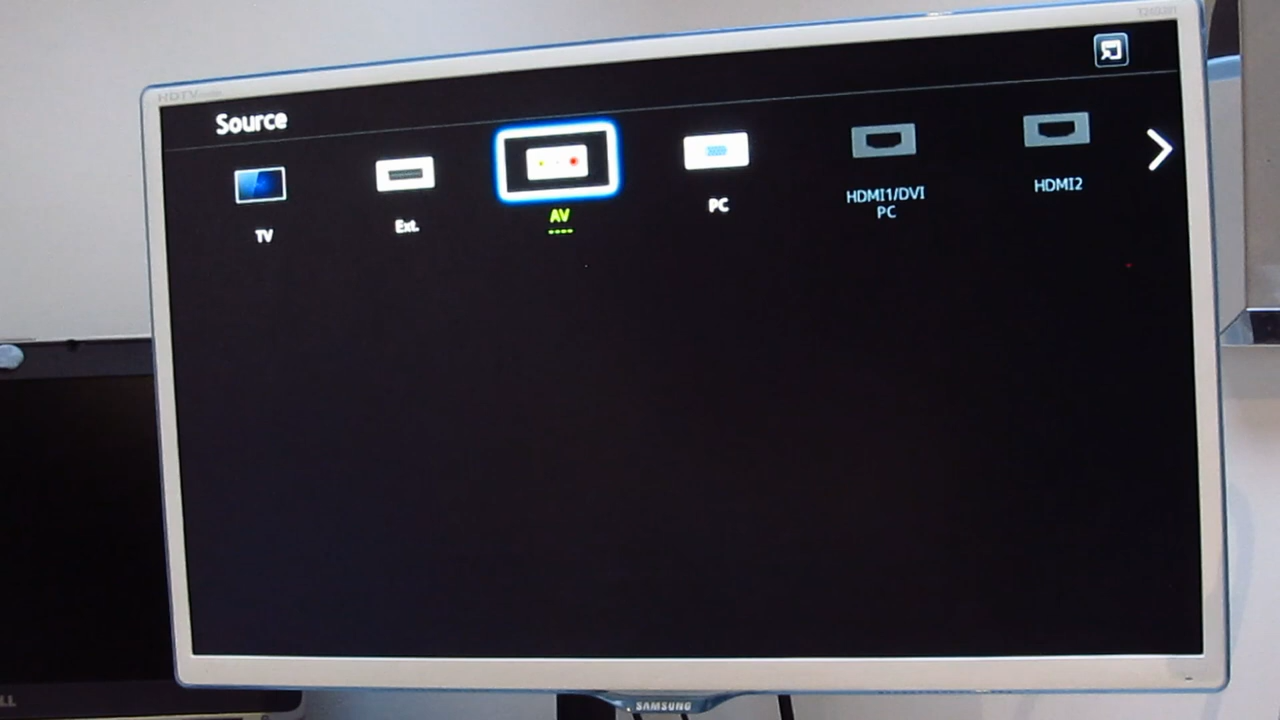 HDTV
Source
TV
Ext.
AV
PC
HDMI1/DVI
PC
HDMI2
SAMSUNG